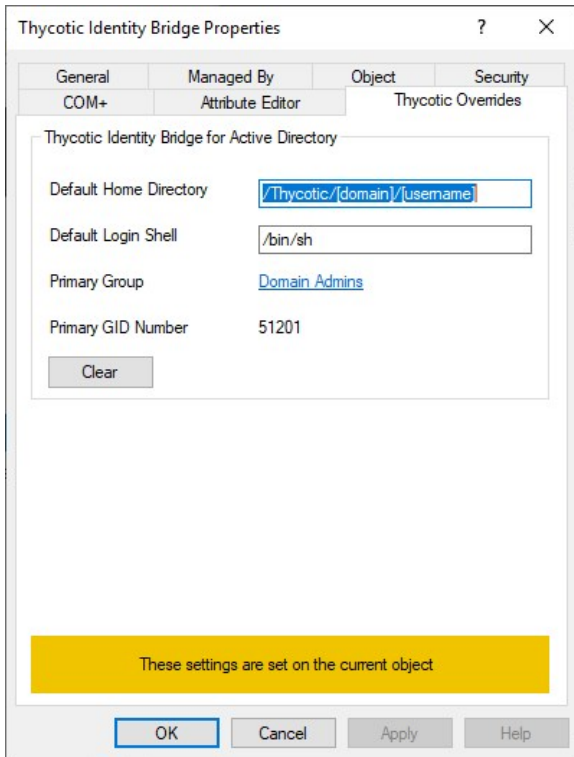 Thycotic Identity Bridge Properties ? ×
General Managed By Object Security
COM+ Attribute Editor Thycotic Overrides
Thycotic Identity Bridge for Active Directory
Default Home Directory /Thycotic/[domain]/[username]
Default Login Shell /bin/sh
Primary Group Domain Admins
Primary GID Number 51201
Clear
These settings are set on the current object
OK Cancel Apply Help